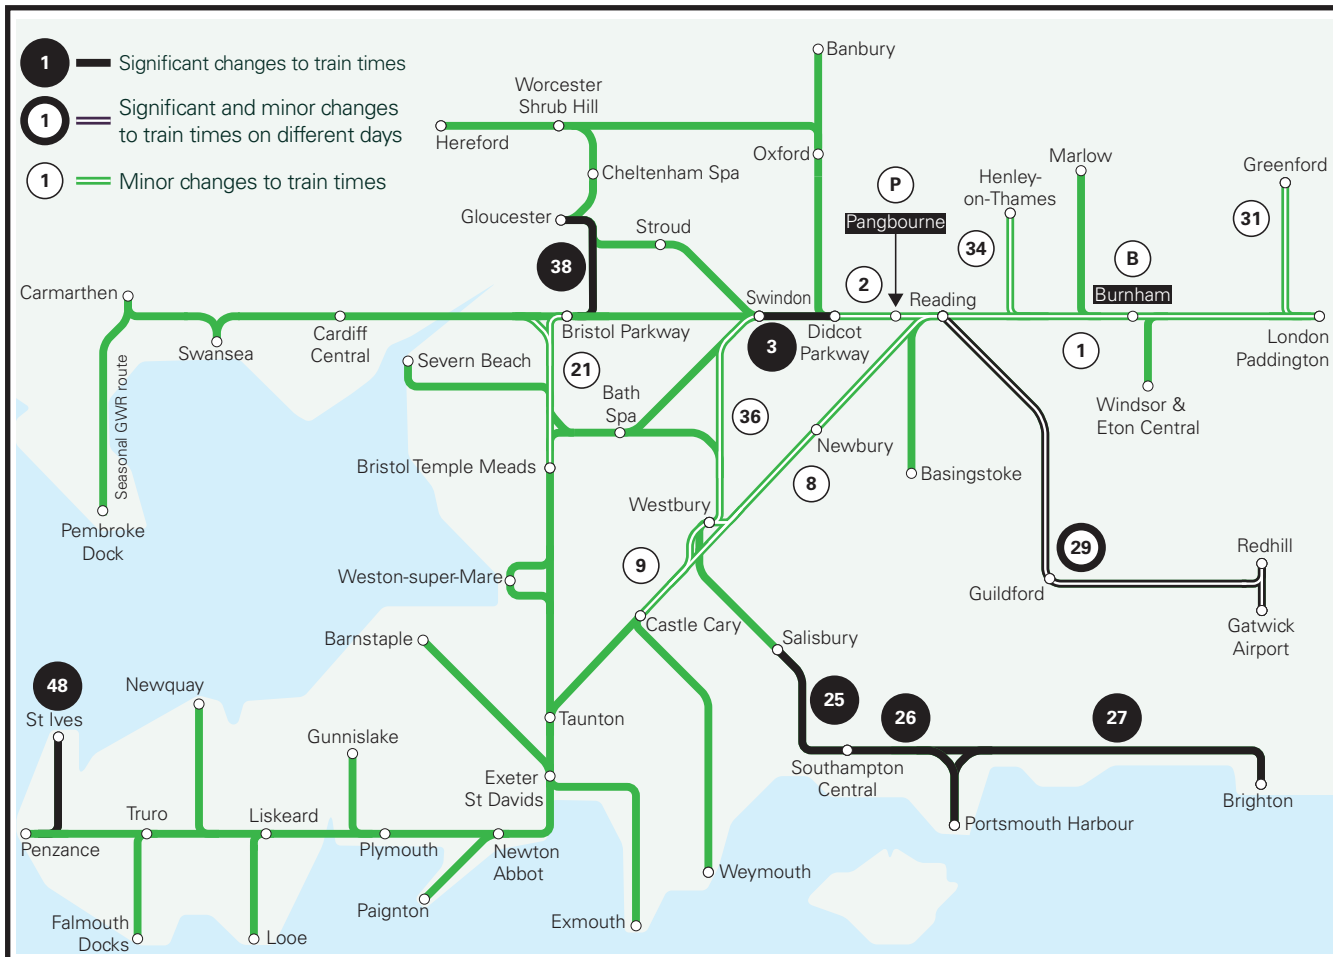 1
Significant changes to train times
1
Significant and minor changes
to train times on different days
1
Minor changes to train times
Banbury
Worcester
Shrub Hill
Hereford
Oxford
Cheltenham Spa
Marlow
Greenford
Henley-
on-Thames
P
Pangbourne
34
31
B
Burnham
Gloucester
Stroud
38
2
Carmarthen
Swindon
Reading
Cardiff
Central
Bristol Parkway
3
Didcot
Parkway
London
Paddington
1
Swansea
Severn Beach
21
Bath
Spa
36
Windsor &
Eton Central
Seasonal GWR route
Newbury
Bristol Temple Meads
Basingstoke
8
Westbury
Pembroke
Dock
29
Redhill
9
Weston-super-Mare
Guildford
Gatwick
Airport
Castle Cary
Barnstaple
Salisbury
48
St Ives
Newquay
Taunton
25
26
27
Gunnislake
Southampton
Central
Exeter
St Davids
Brighton
Truro
Liskeard
Portsmouth Harbour
Penzance
Plymouth
Newton
Abbot
Weymouth
Paignton
Exmouth
Falmouth
Docks
Looe